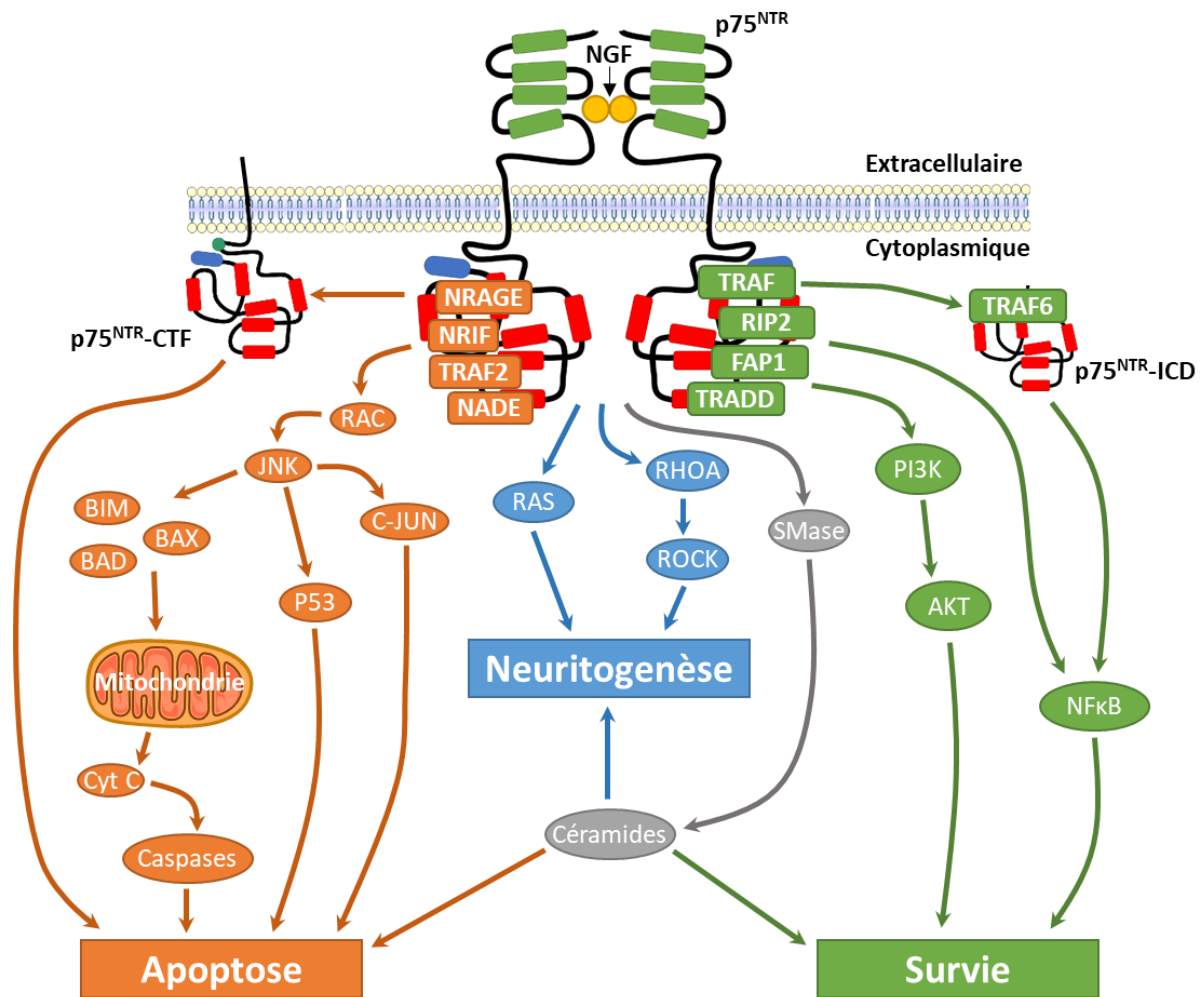 p75NTR
NGF
Extracellulaire
Cytoplasmique
p75NTR-CTF
NRAGE
NRIF
TRAF2
NADE
TRAF
RIP2
FAP1
TRADD
TRAF6
p75NTR-ICD
RAC
JNK
BIM
BAX
BAD
C-JUN
P53
RAS
RHOA
ROCK
SMase
PI3K
AKT
NFκB
Mitochondrie
Neuritogenèse
Cyt C
Caspases
Céramides
Apoptose
Survie